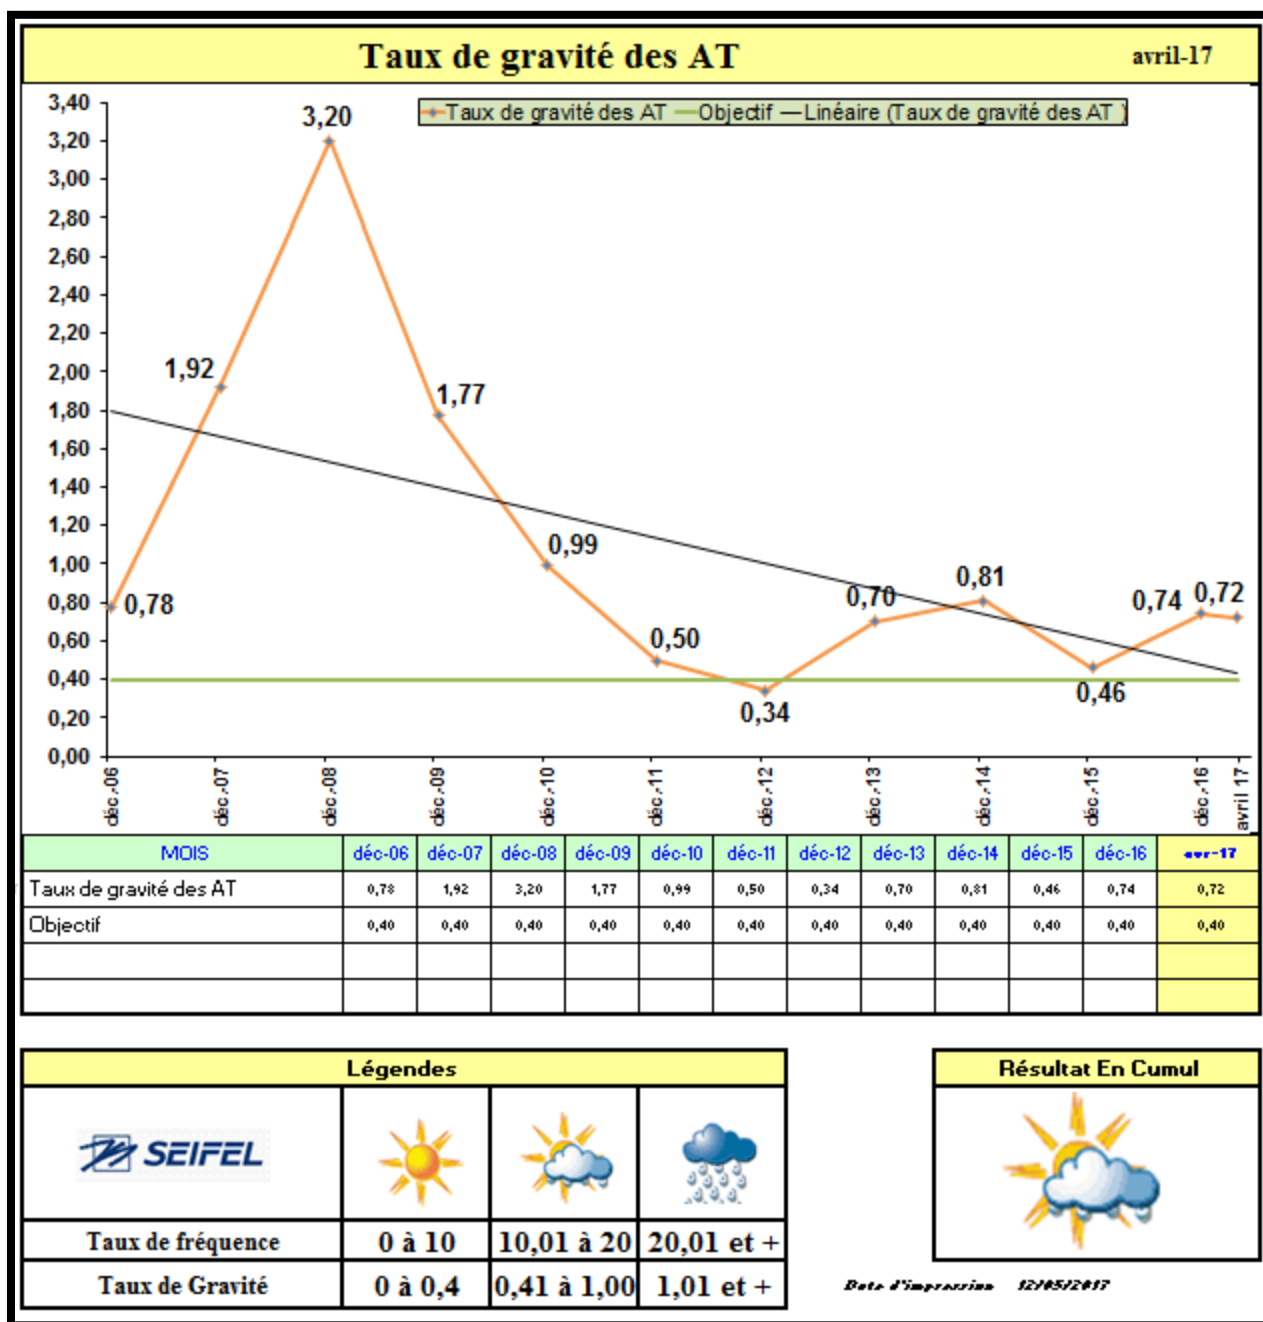 Taux de gravité des AT
avril-17
Taux de gravité des AT Objectif Linéaire (Taux de gravité des AT )
3,40
3,20
3,00
2,80
2,60
2,40
2,20
2,00
1,80
1,60
1,40
1,20
1,00
0,80
0,60
0,40
0,20
0,00
0,78
1,92
3,20
1,77
0,99
0,50
0,34
0,70
0,81
0,46
0,74
0,72
déc.-06
déc.-07
déc.-08
déc.-09
déc.-10
déc.-11
déc.-12
déc.-13
déc.-14
déc.-15
déc.-16
avril 17
MOIS déc-06 déc-07 déc-08 déc-09 déc-10 déc-11 déc-12 déc-13 déc-14 déc-15 déc-16 avr-17
Taux de gravité des AT 0,78 1,92 3,20 1,77 0,99 0,50 0,34 0,70 0,81 0,46 0,74 0,72
Objectif 0,40 0,40 0,40 0,40 0,40 0,40 0,40 0,40 0,40 0,40 0,40 0,40
Légendes
SEIFEL
Taux de fréquence 0 à 10 10,01 à 20 20,01 et +
Taux de Gravité 0 à 0,4 0,41 à 1,00 1,01 et +
Résultat En Cumul
Date d'impression 12/05/2017